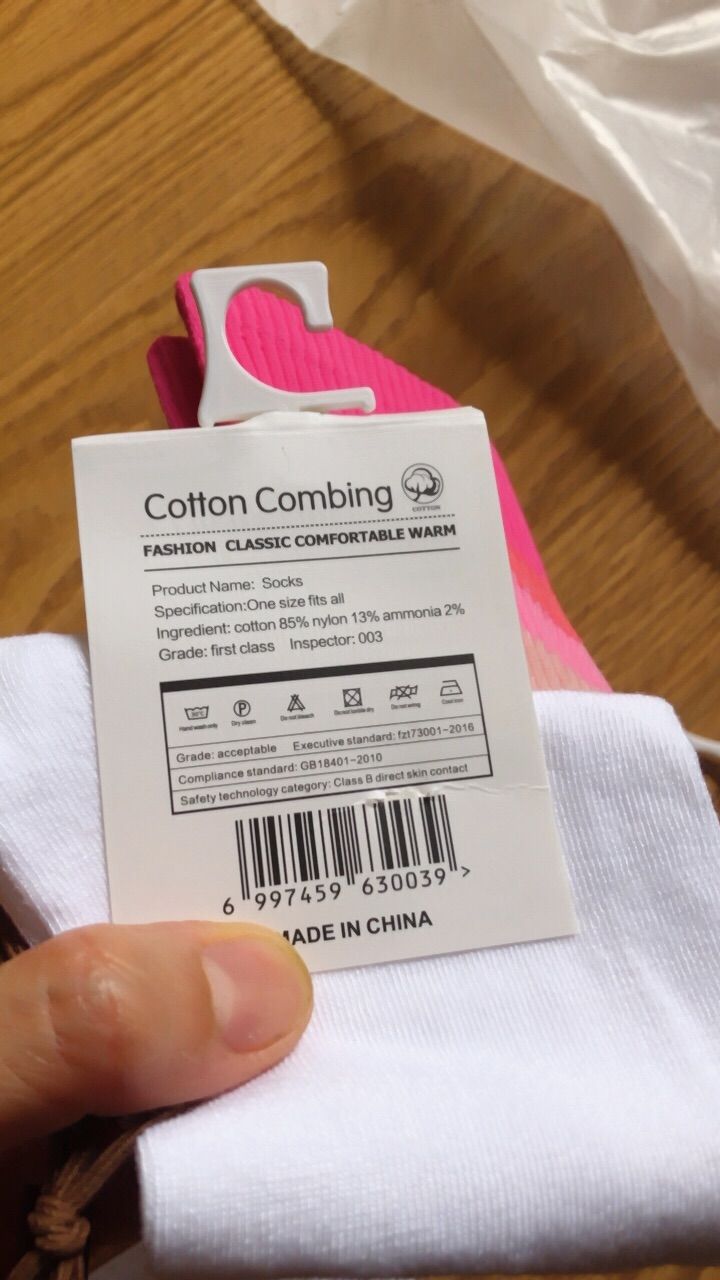 Cotton Combing
COTTON
FASHION CLASSIC COMFORTABLE WARM
Product Name: Socks
Specification:One size fits all
Ingredient: cotton 85% nylon 13% ammonia 2%
Grade: first class Inspector: 003
30°C P
Hand wash only Dry clean Do not bleach Do not tumble dry Do not wring Cool iron
Grade: acceptable Executive standard: fzt73001-2016
Compliance standard: GB18401-2010
Safety technology category: Class B direct skin contact
6 997459 630039 >
MADE IN CHINA